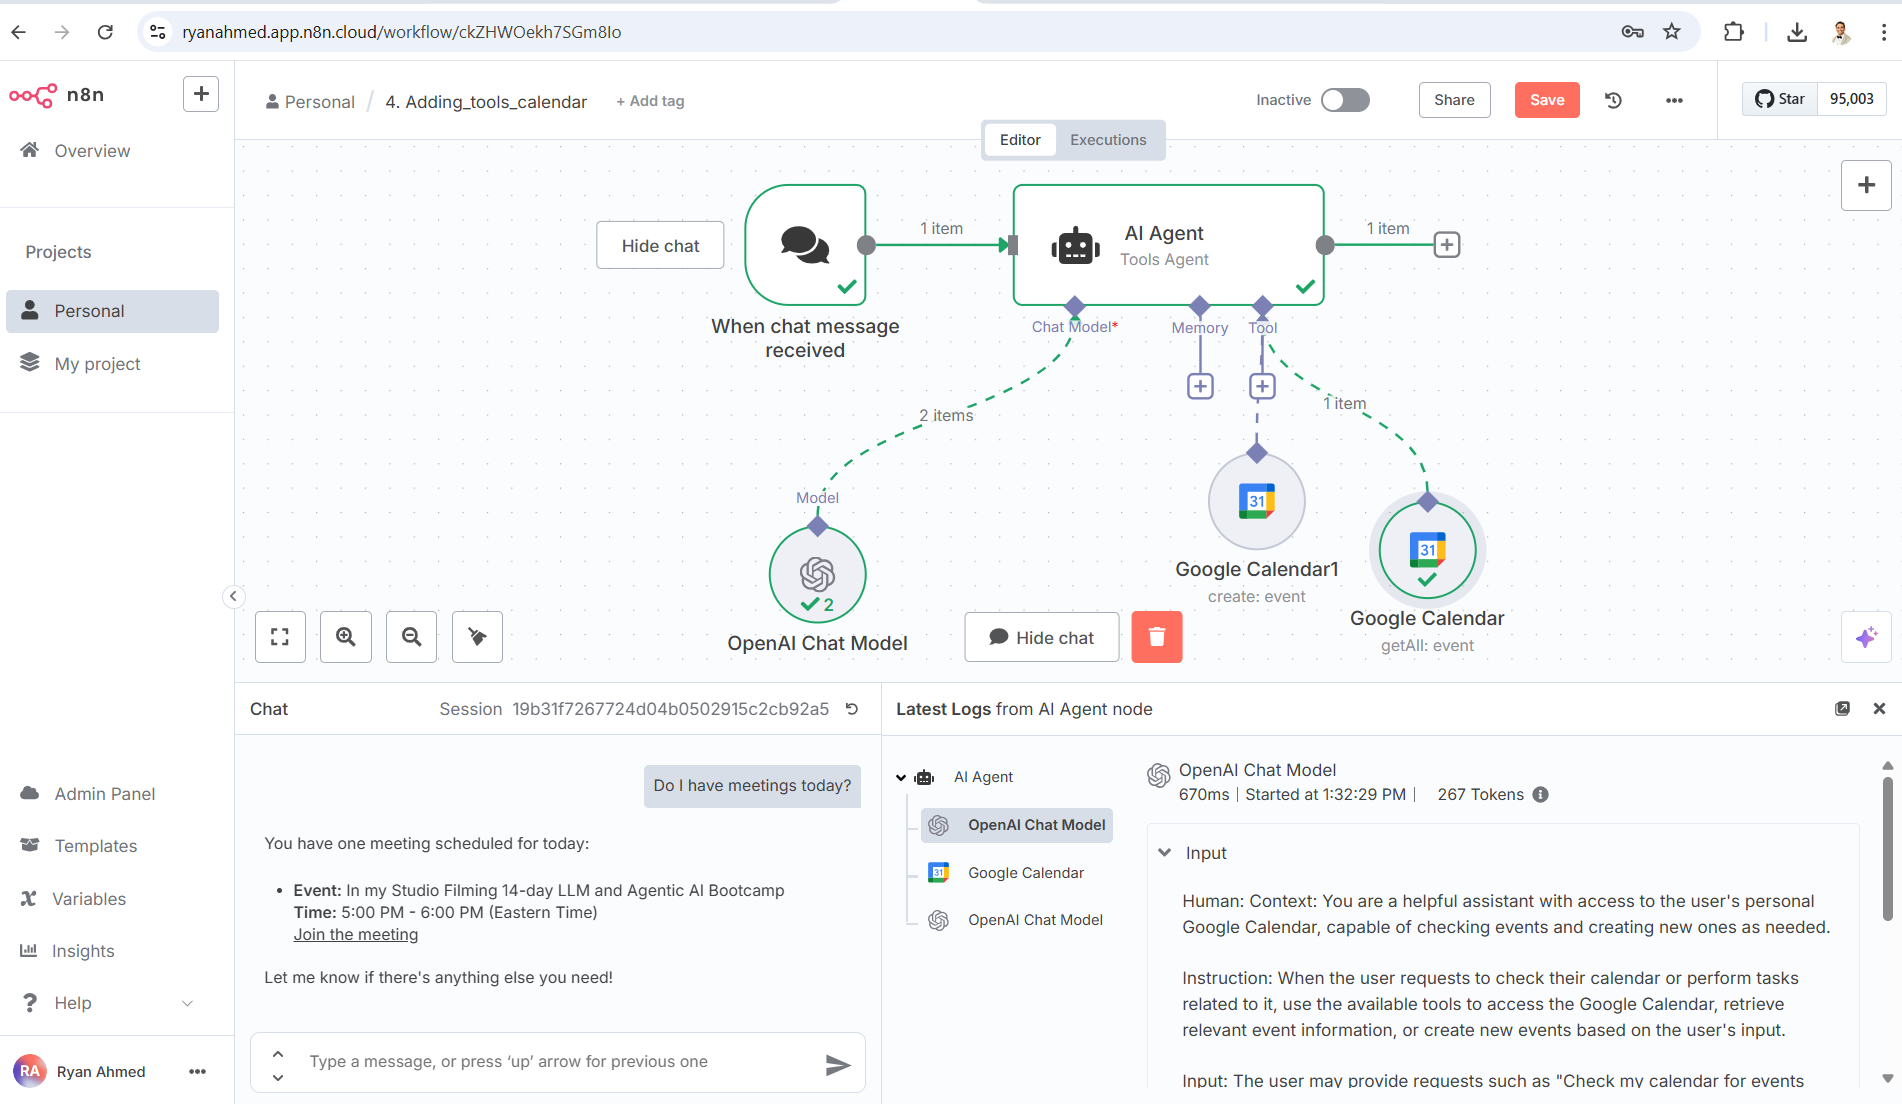 ryanahmed.app.n8n.cloud/workflow/ckZHWOekh7SGm8Io
n8n
Personal / 4. Adding_tools_calendar + Add tag
Inactive
Share
Save
Star 95,003
Editor Executions
Overview
Projects
Personal
My project
Admin Panel
Templates
Variables
Insights
Help
RA Ryan Ahmed
Hide chat
When chat message
received
1 item
AI Agent
Tools Agent
1 item
Chat Model*
Memory
Tool
2 items
1 item
Model
2
OpenAI Chat Model
31
Google Calendar1
create: event
31
Google Calendar
getAll: event
Hide chat
Chat
Session 19b31f7267724d04b0502915c2cb92a5
Do I have meetings today?
You have one meeting scheduled for today:
• Event: In my Studio Filming 14-day LLM and Agentic AI Bootcamp
Time: 5:00 PM - 6:00 PM (Eastern Time)
Join the meeting
Let me know if there's anything else you need!
Type a message, or press ‘up’ arrow for previous one
Latest Logs from AI Agent node
AI Agent
OpenAI Chat Model
31 Google Calendar
OpenAI Chat Model
OpenAI Chat Model
670ms | Started at 1:32:29 PM | 267 Tokens
Input
Human: Context: You are a helpful assistant with access to the user's personal
Google Calendar, capable of checking events and creating new ones as needed.
Instruction: When the user requests to check their calendar or perform tasks
related to it, use the available tools to access the Google Calendar, retrieve
relevant event information, or create new events based on the user's input.
Input: The user may provide requests such as "Check my calendar for events